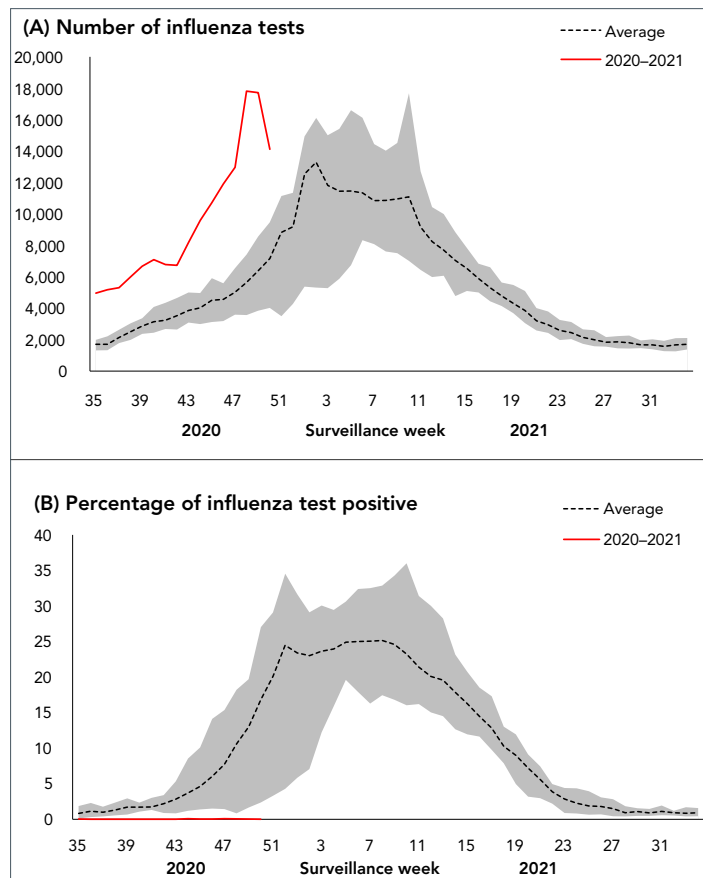 (A) Number of influenza tests
Average
2020–2021
20,000
18,000
16,000
14,000
12,000
10,000
8,000
6,000
4,000
2,000
0
35 39 43 47 51 3 7 11 15 19 23 27 31
2020 Surveillance week 2021
(B) Percentage of influenza test positive
Average
2020–2021
40
35
30
25
20
15
10
5
0
35 39 43 47 51 3 7 11 15 19 23 27 31
2020 Surveillance week 2021